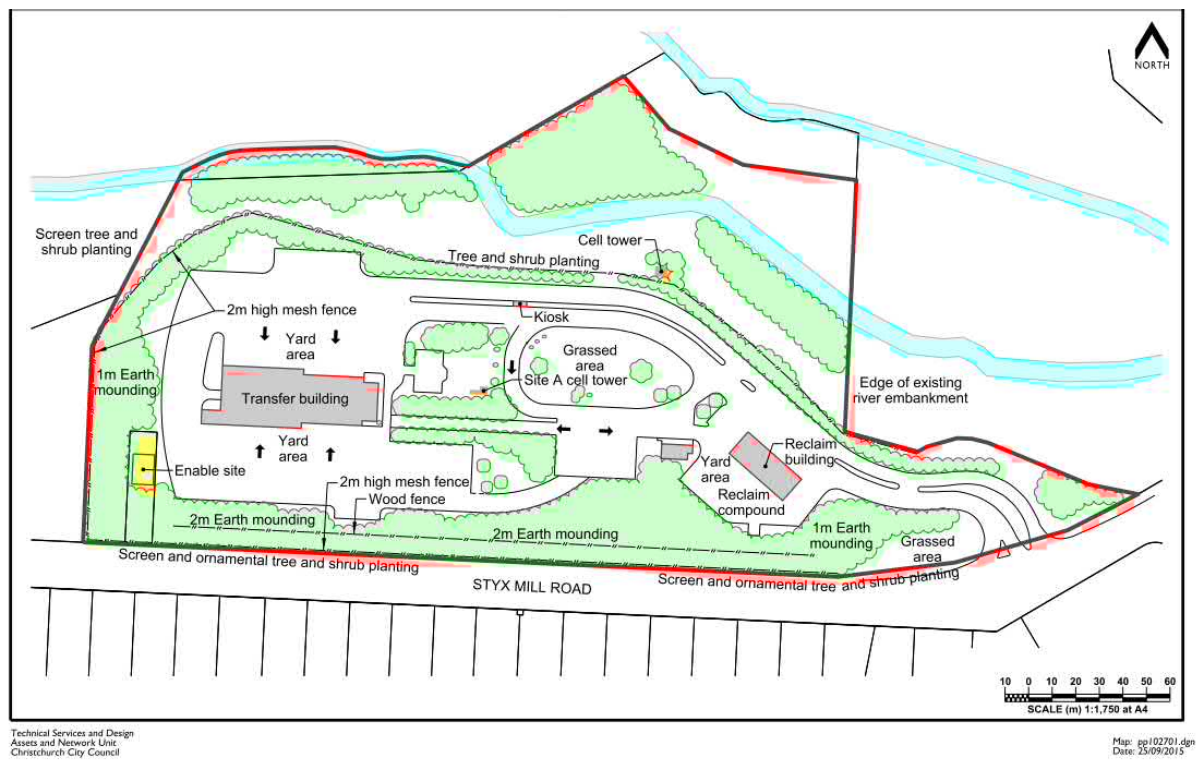 NORTH
Screen tree and
shrub planting
Cell tower
Tree and shrub planting
2m high mesh fence
Kiosk
Yard
area
Grassed
area
1m Earth
mounding
Site A cell tower
Edge of existing
river embankment
Transfer building
Yard
area
Enable site
Reclaim
building
Yard
area
2m high mesh fence
Wood fence
Reclaim
compound
2m Earth mounding
2m Earth mounding
1m Earth
mounding
Grassed
area
Screen and ornamental tree and shrub planting
Screen and ornamental tree and shrub planting
STYX MILL ROAD
10 0 10 20 30 40 50 60
SCALE (m) 1:1,750 at A4
Technical Services and Design
Assets and Network Unit
Christchurch City Council
Map: pp102701.dgn
Date: 25/09/2015